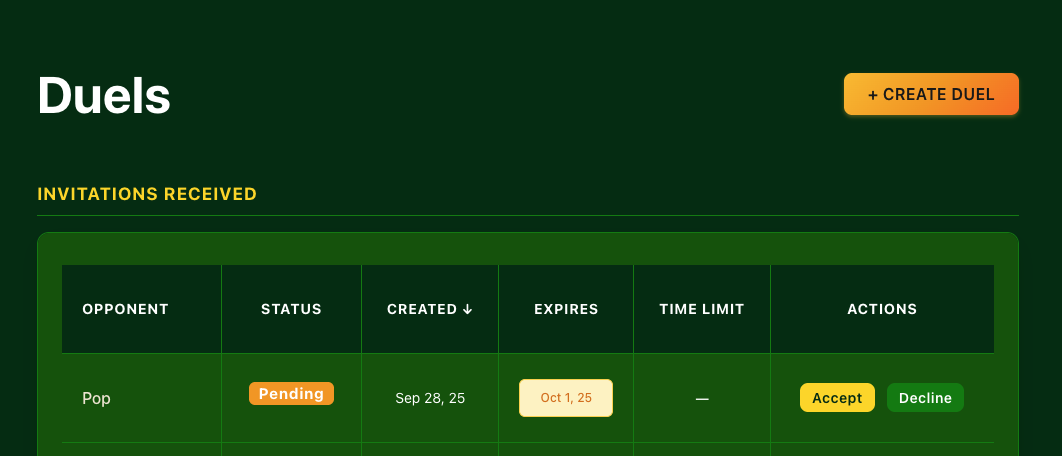 Duels
+ CREATE DUEL
INVITATIONS RECEIVED
OPPONENT STATUS CREATED ↓ EXPIRES TIME LIMIT ACTIONS
Pop Pending Sep 28, 25 Oct 1, 25 — Accept Decline